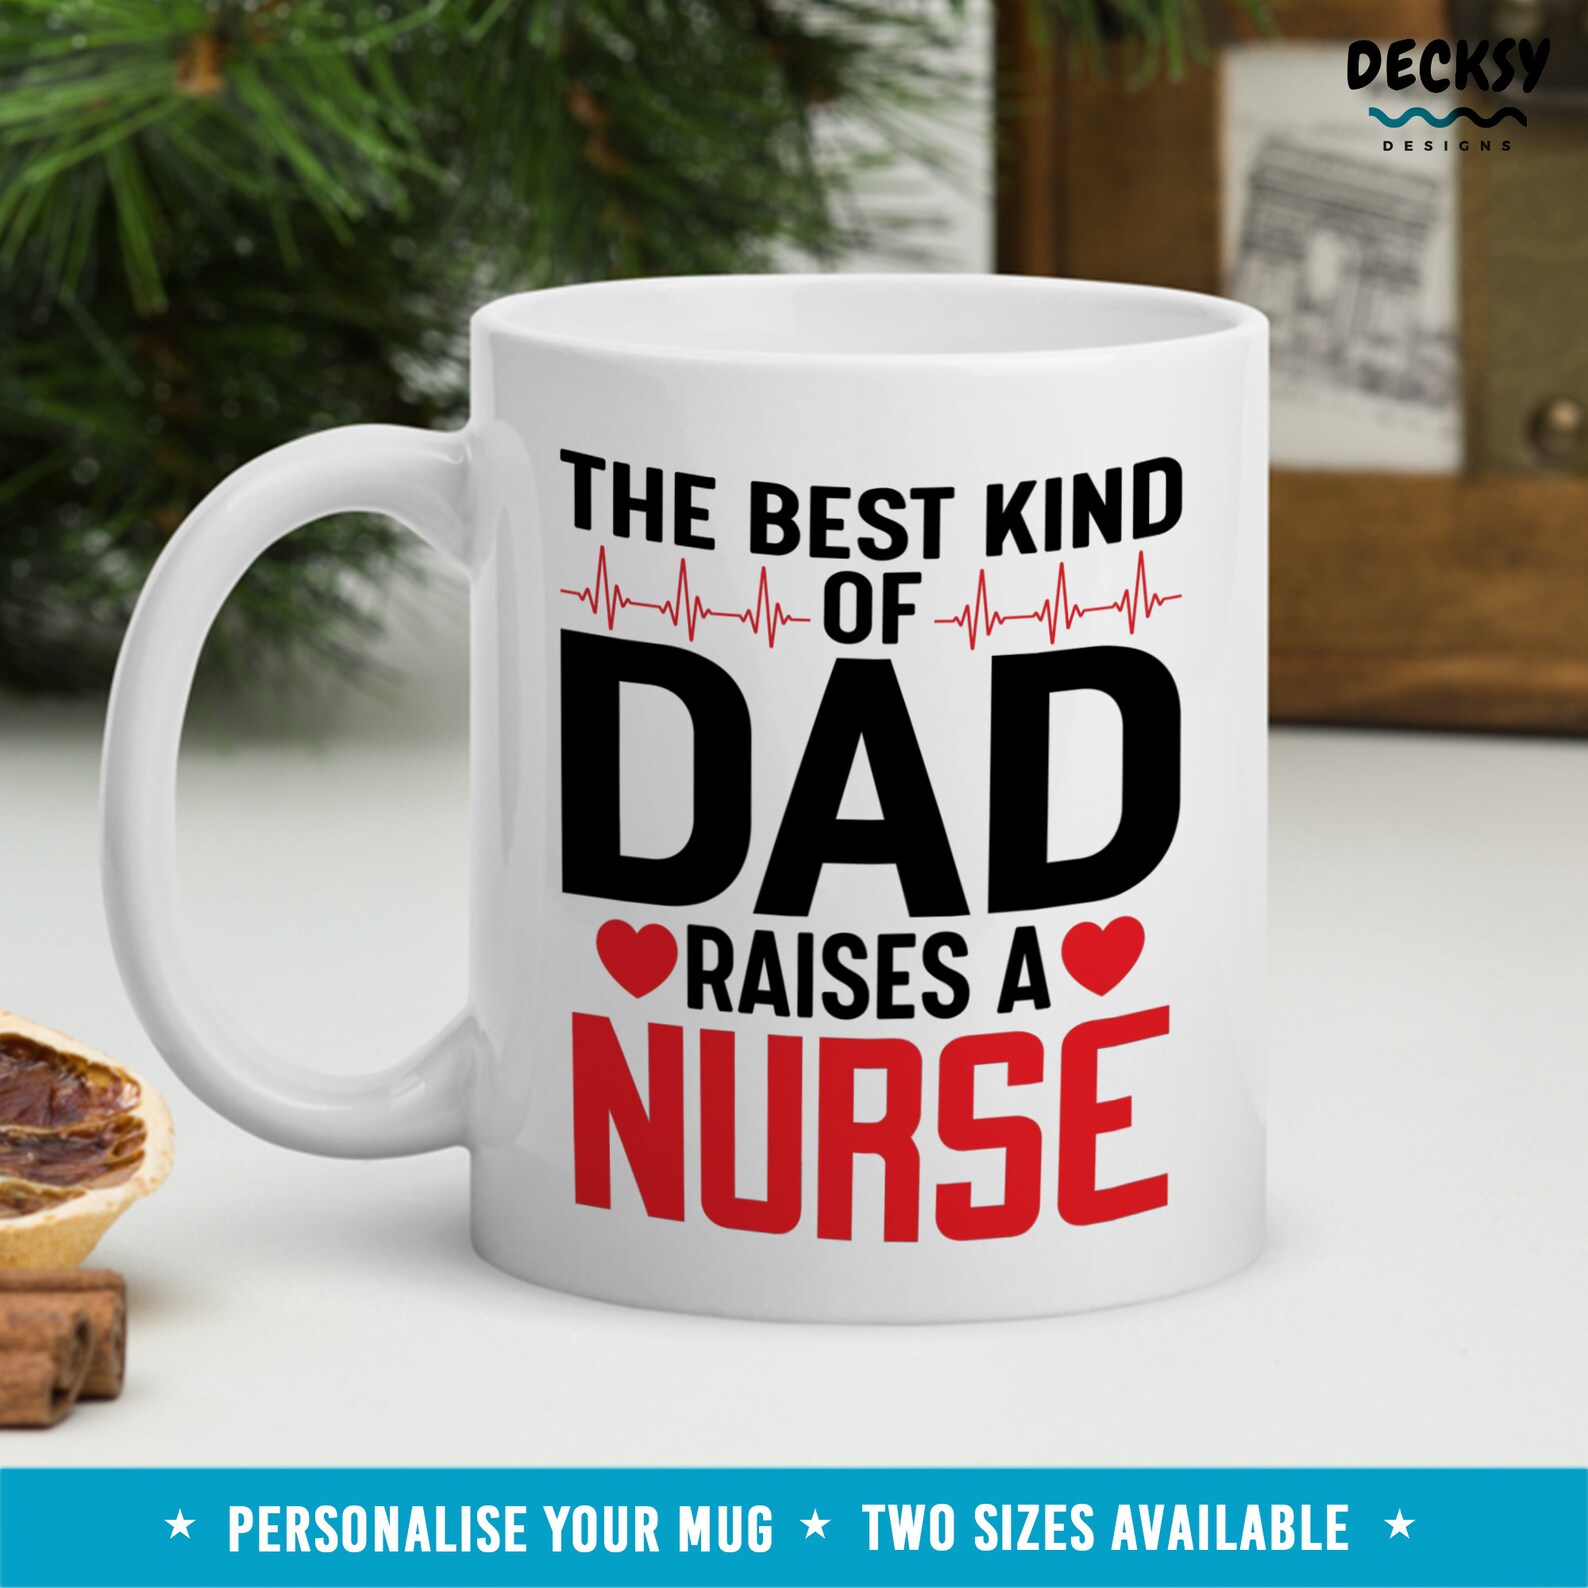 DECKSY
DESIGNS
THE BEST KIND
OF
DAD
RAISES A
NURSE
★ PERSONALISE YOUR MUG ★ TWO SIZES AVAILABLE ★